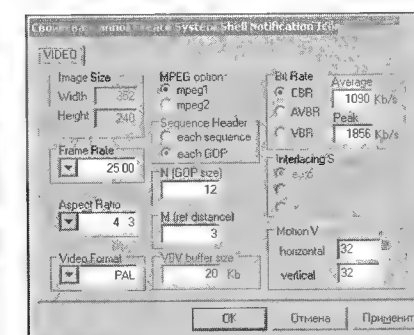 VIDEO
Image Size
Width 352
Height 240
Frame Rate
25.00
Aspect Ratio
4 3
Video Format
PAL
MPEG option
mpeg1
mpeg2
Sequence Header
each sequence
each GOP
N (GOP size)
12
M (ref distance)
3
VBV buffer size
20 Kb
Bit Rate
CBR
AVBR
VBR
Average
1090 Kb/s
Peak
1856 Kb/s
Motion V
horizontal 32
vertical 32
OK
Отмена
Применит